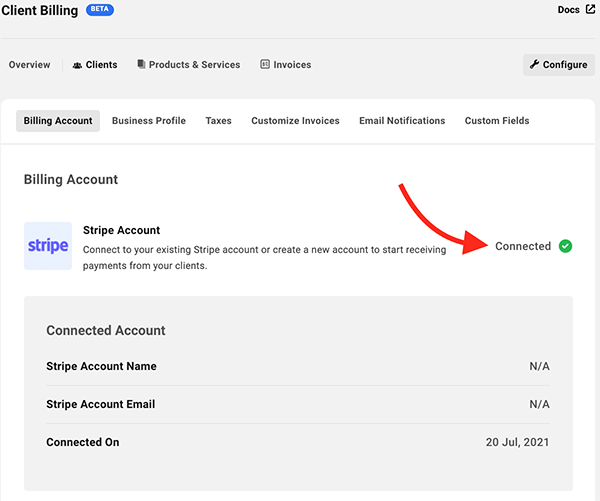 Client Billing BETA Docs
Overview Clients Products & Services Invoices Configure
Billing Account Business Profile Taxes Customize Invoices Email Notifications Custom Fields
Billing Account
stripe
Stripe Account
Connect to your existing Stripe account or create a new account to start receiving
payments from your clients.
Connected
Connected Account
Stripe Account Name N/A
Stripe Account Email N/A
Connected On 20 Jul, 2021